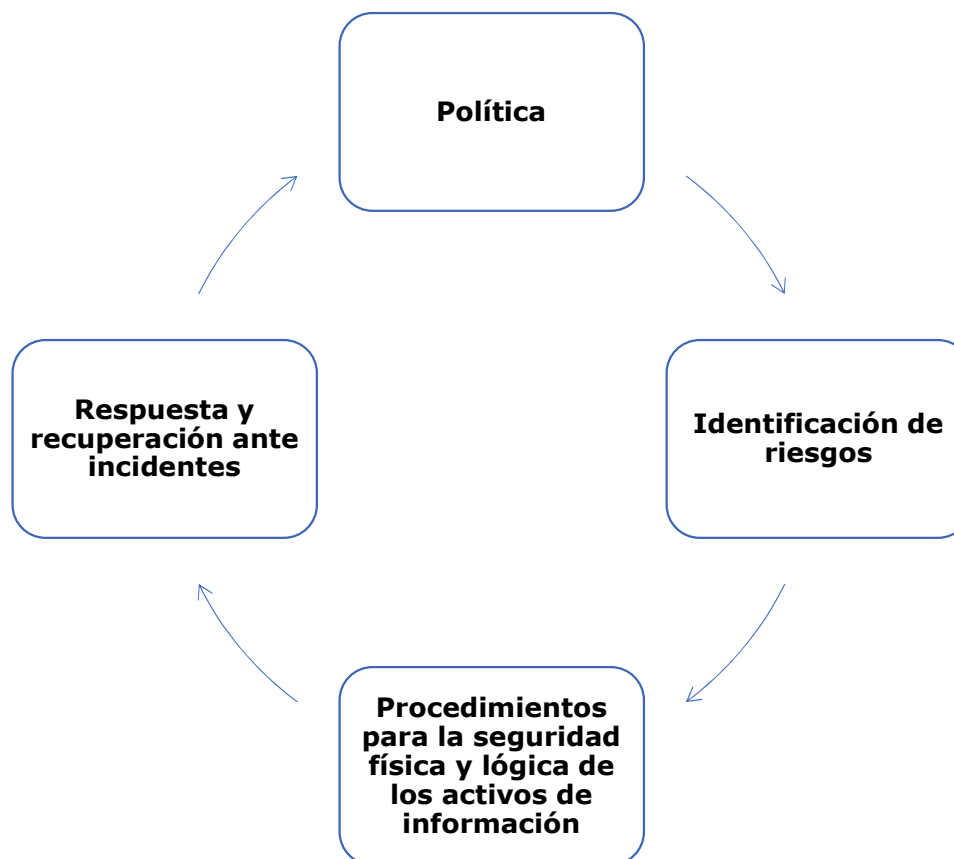 Política
Identificación de
riesgos
Procedimientos
para la seguridad
física y lógica de
los activos de
información
Respuesta y
recuperación ante
incidentes